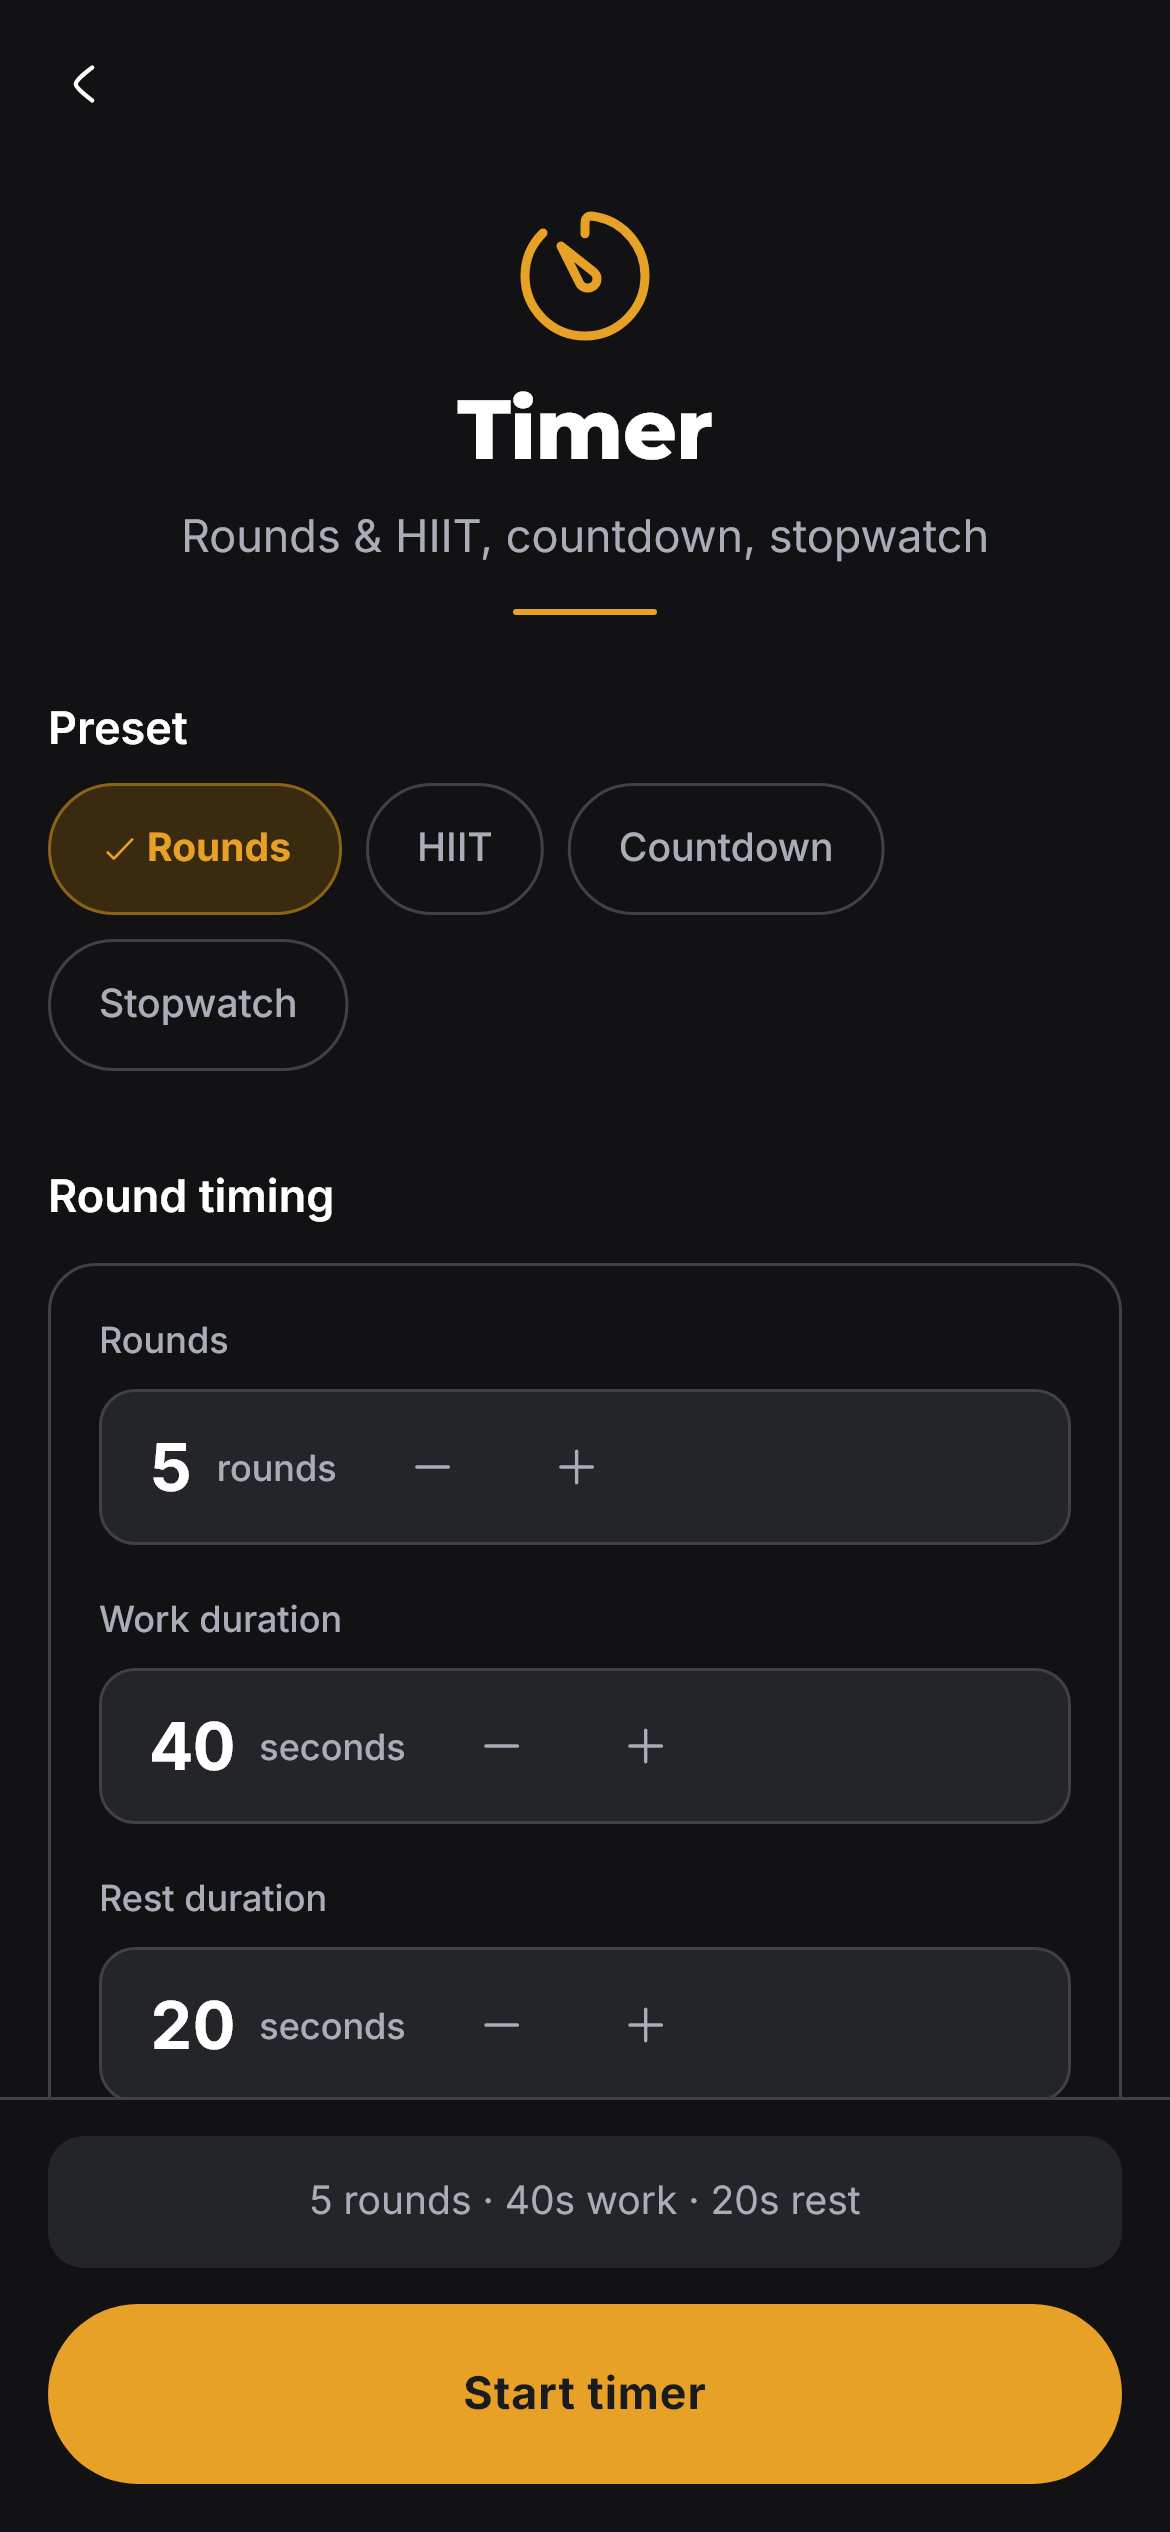 Timer
Rounds & HIIT, countdown, stopwatch
Preset
Rounds
HIIT
Countdown
Stopwatch
Round timing
Rounds
5 rounds
Work duration
40 seconds
Rest duration
20 seconds
5 rounds · 40s work · 20s rest
Start timer